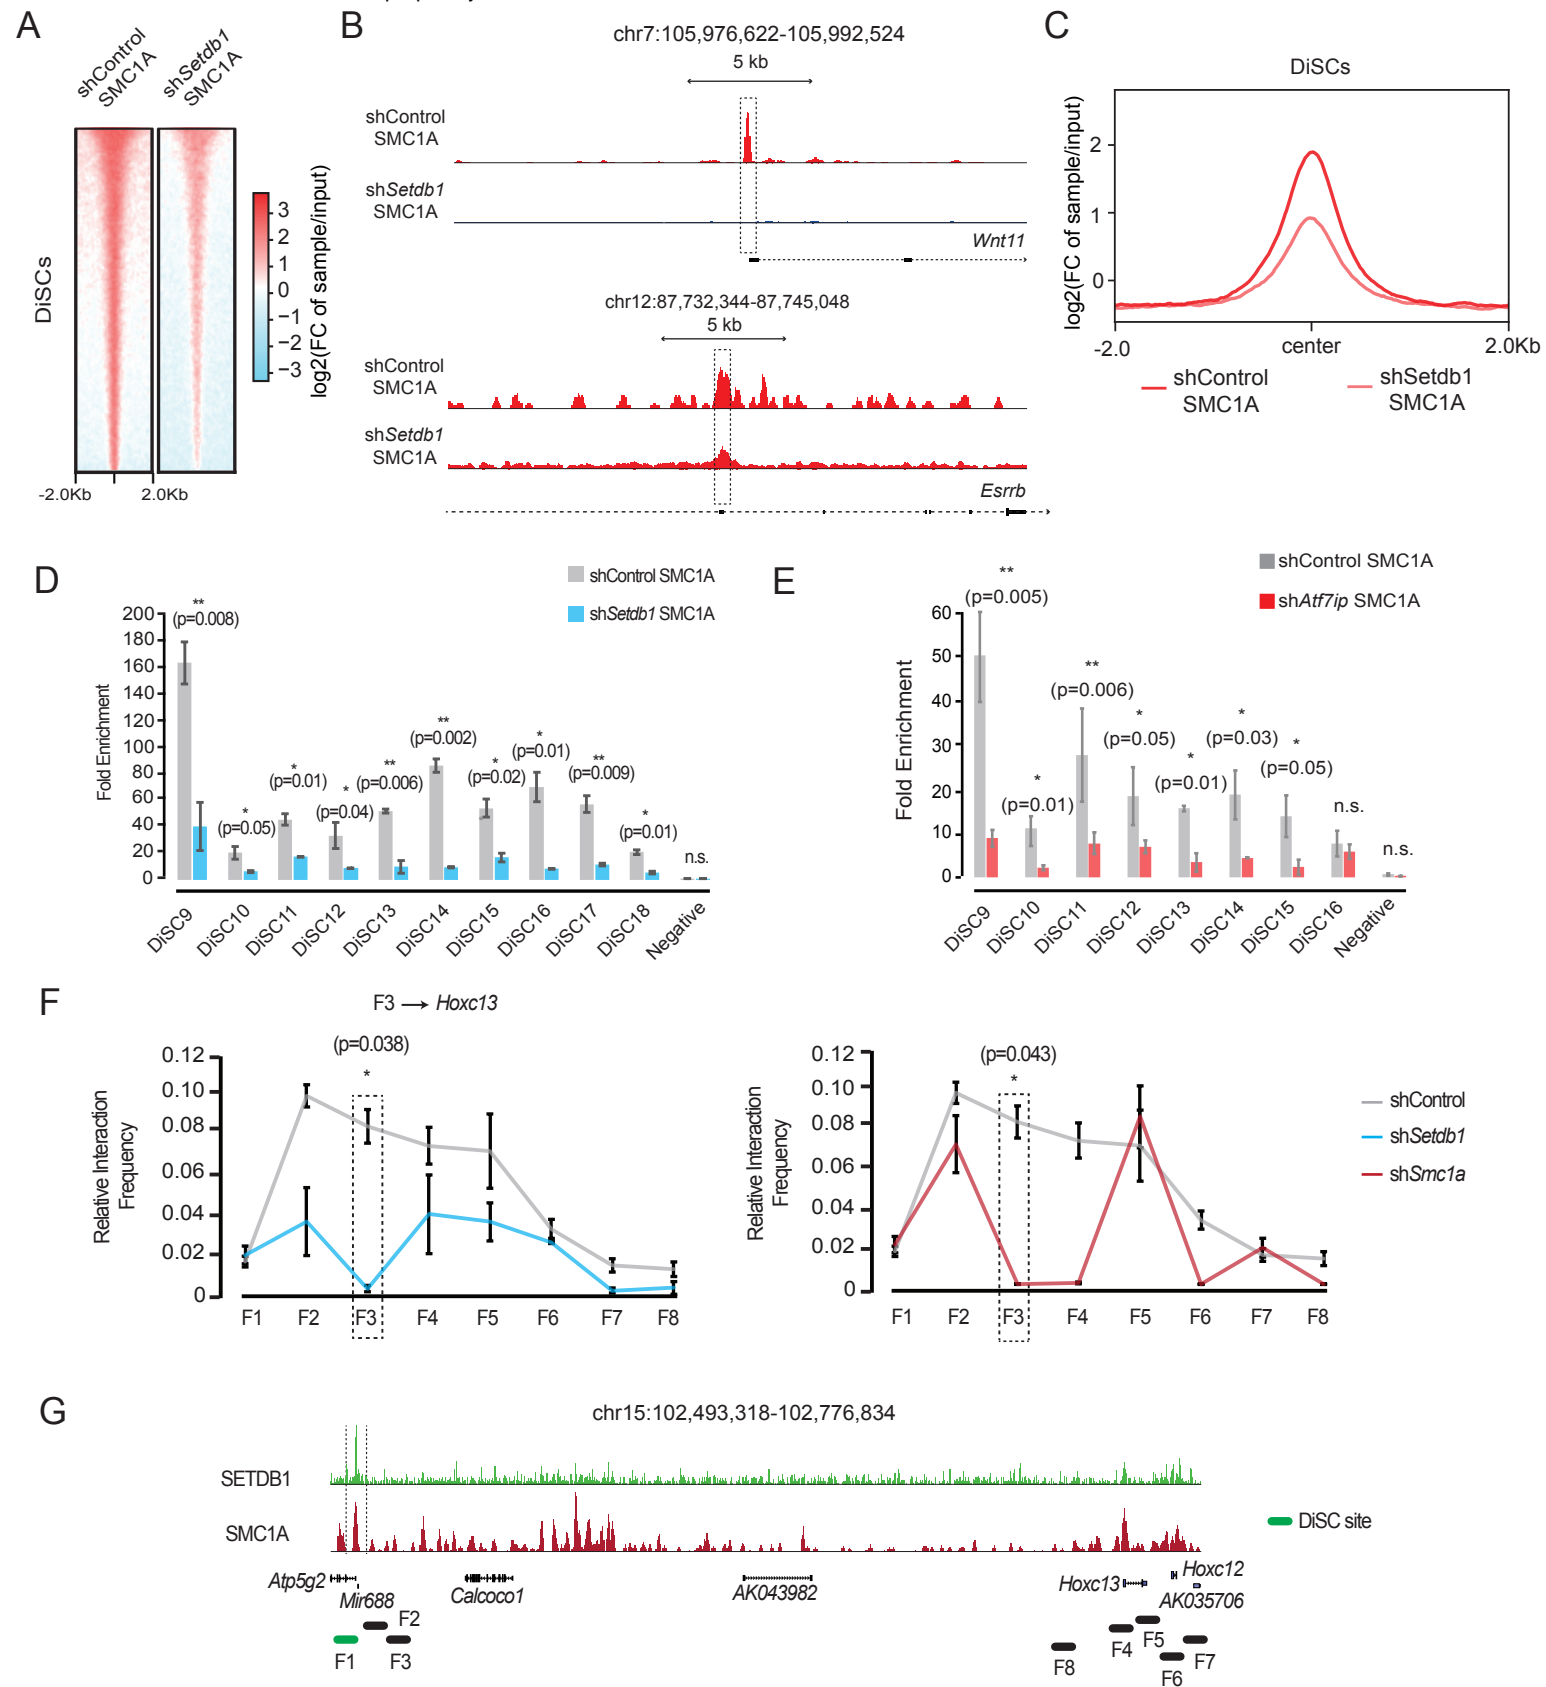 A
shControl
SMC1A
shSetdb1
SMC1A
DiSCs
3
2
1
0
−1
−2
−3
log2(FC of sample/input)
-2.0Kb
2.0Kb
B
chr7:105,976,622-105,992,524
5 kb
shControl
SMC1A
shSetdb1
SMC1A
Wnt11
chr12:87,732,344-87,745,048
5 kb
shControl
SMC1A
shSetdb1
SMC1A
Esrrb
C
DiSCs
log2(FC of sample/input)
2
1
0
-2.0
center
2.0Kb
shControl
SMC1A
shSetdb1
SMC1A
D
shControl SMC1A
shSetdb1 SMC1A
Fold Enrichment
200
180
160
140
120
100
80
60
40
20
0
**
(p=0.008)
*
(p=0.05)
*
(p=0.01)
*
(p=0.04)
**
(p=0.006)
**
(p=0.002)
*
(p=0.02)
*
(p=0.01)
**
(p=0.009)
*
(p=0.01)
n.s.
DiSC9
DiSC10
DiSC11
DiSC12
DiSC13
DiSC14
DiSC15
DiSC16
DiSC17
DiSC18
Negative
E
shControl SMC1A
shAtf7ip SMC1A
Fold Enrichment
60
50
40
30
20
10
0
**
(p=0.005)
*
(p=0.01)
**
(p=0.006)
*
(p=0.05)
*
(p=0.01)
*
(p=0.03)
*
(p=0.05)
n.s.
n.s.
DiSC9
DiSC10
DiSC11
DiSC12
DiSC13
DiSC14
DiSC15
DiSC16
Negative
F
F3 → Hoxc13
(p=0.038)
*
Relative Interaction
Frequency
0.12
0.10
0.08
0.06
0.04
0.02
0
F1 F2 F3 F4 F5 F6 F7 F8
(p=0.043)
*
Relative Interaction
Frequency
0.12
0.10
0.08
0.06
0.04
0.02
0
F1 F2 F3 F4 F5 F6 F7 F8
shControl
shSetdb1
shSmc1a
G
chr15:102,493,318-102,776,834
SETDB1
SMC1A
DiSC site
Atp5g2
Mir688
Calcoco1
AK043982
Hoxc13
Hoxc12
AK035706
F1
F2
F3
F8
F4
F5
F6
F7